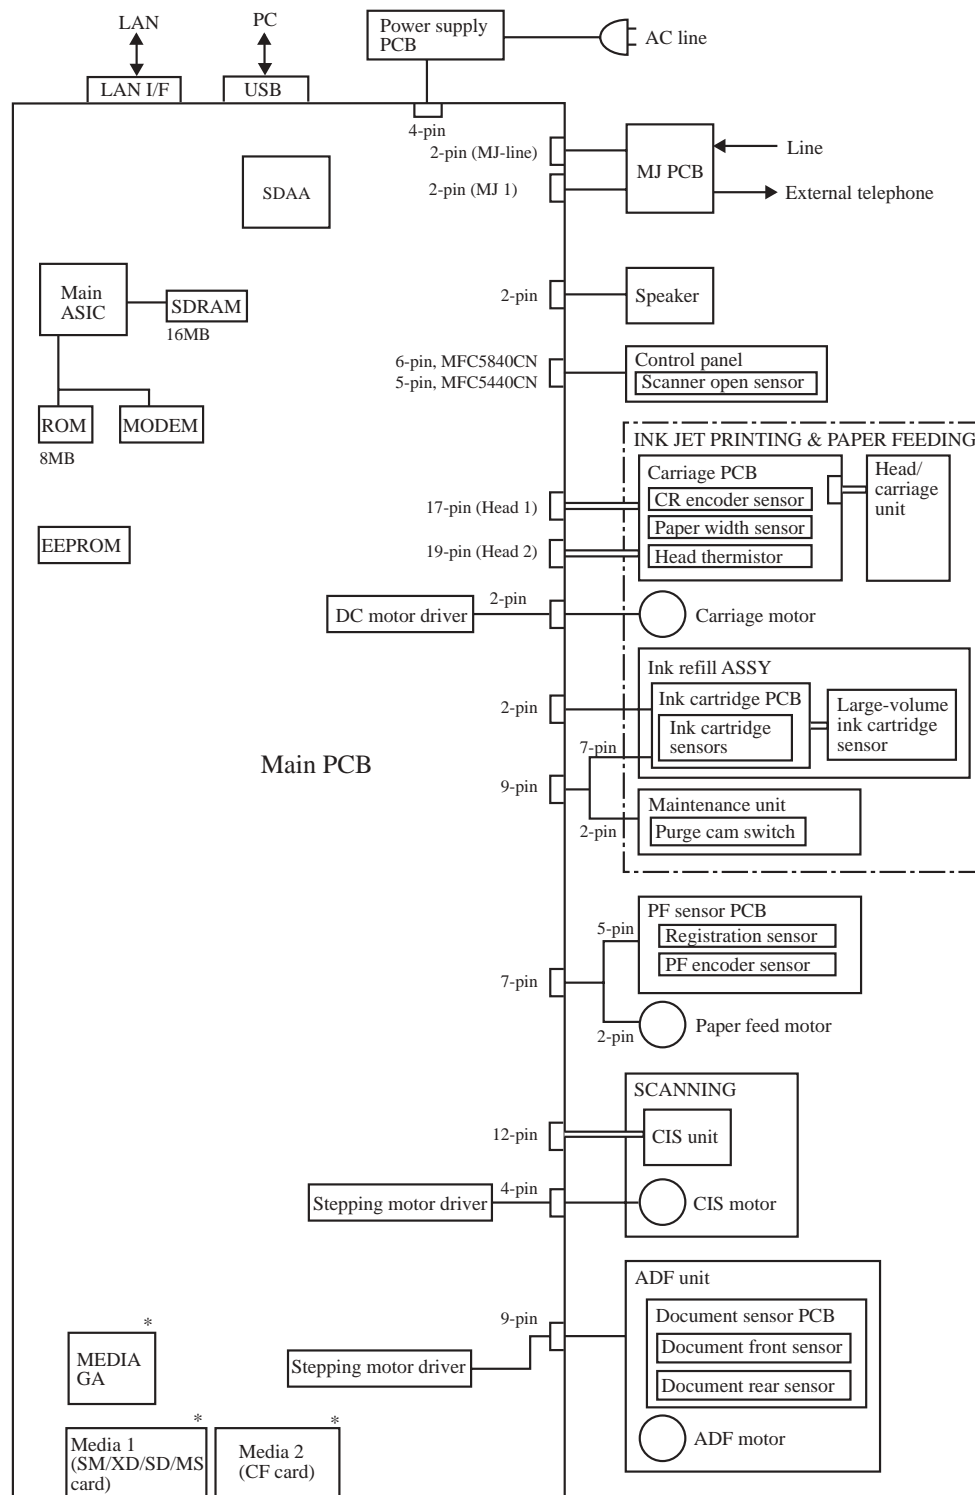 LAN
PC
Power supply
PCB
AC line
LAN I/F
USB
4-pin
2-pin (MJ-line)
MJ PCB
Line
2-pin (MJ 1)
External telephone
SDAA
Main
ASIC
SDRAM
16MB
2-pin
Speaker
6-pin, MFC5840CN
5-pin, MFC5440CN
Control panel
Scanner open sensor
ROM
MODEM
8MB
INK JET PRINTING & PAPER FEEDING
Carriage PCB
CR encoder sensor
Paper width sensor
Head thermistor
Head/
carriage
unit
17-pin (Head 1)
19-pin (Head 2)
EEPROM
DC motor driver
2-pin
Carriage motor
Ink refill ASSY
2-pin
Ink cartridge PCB
Ink cartridge
sensors
Large-volume
ink cartridge
sensor
Main PCB
7-pin
9-pin
2-pin
Maintenance unit
Purge cam switch
PF sensor PCB
5-pin
Registration sensor
PF encoder sensor
7-pin
2-pin
Paper feed motor
SCANNING
12-pin
CIS unit
Stepping motor driver
4-pin
CIS motor
ADF unit
9-pin
Document sensor PCB
Document front sensor
Document rear sensor
Stepping motor driver
ADF motor
*
MEDIA
GA
*
Media 1
(SM/XD/SD/MS
card)
*
Media 2
(CF card)